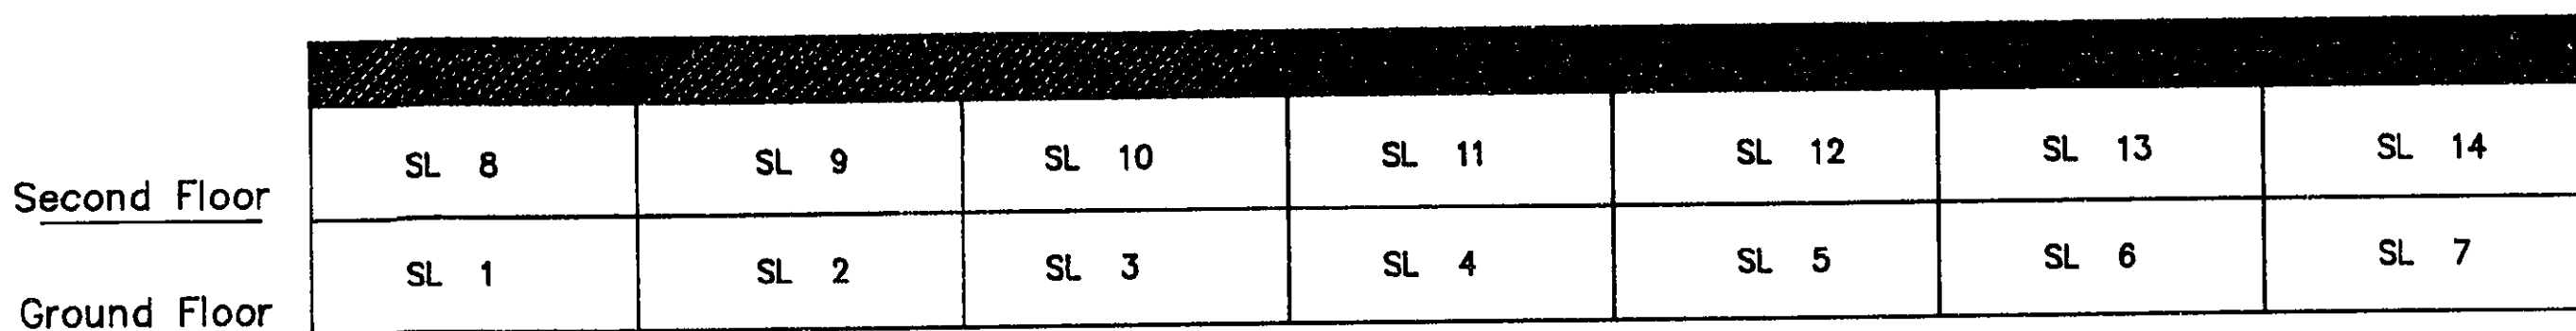 SL 8 SL 9 SL 10 SL 11 SL 12 SL 13 SL 14
Second Floor
SL 1 SL 2 SL 3 SL 4 SL 5 SL 6 SL 7
Ground Floor